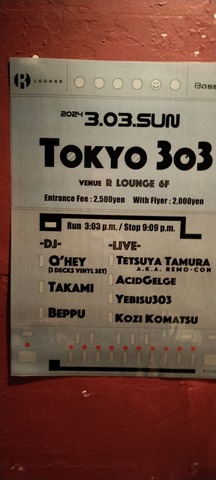 R LOUNGE
Bass
2024 3.03.SUN
TOKYO 303
VENUE R LOUNGE 6F
Entrance Fee : 2,500yen With Flyer : 2,000yen
Run 3:03 p.m. / Stop 9:09 p.m.
-DJ-
Q'HEY
(3 DECKS VINYL SET)
TAKAMI
BEPPU
-LIVE-
TETSUYA TAMURA
A.K.A. REMO-CON
ACIDGELGE
YEBISU303
KOZI KOMATSU